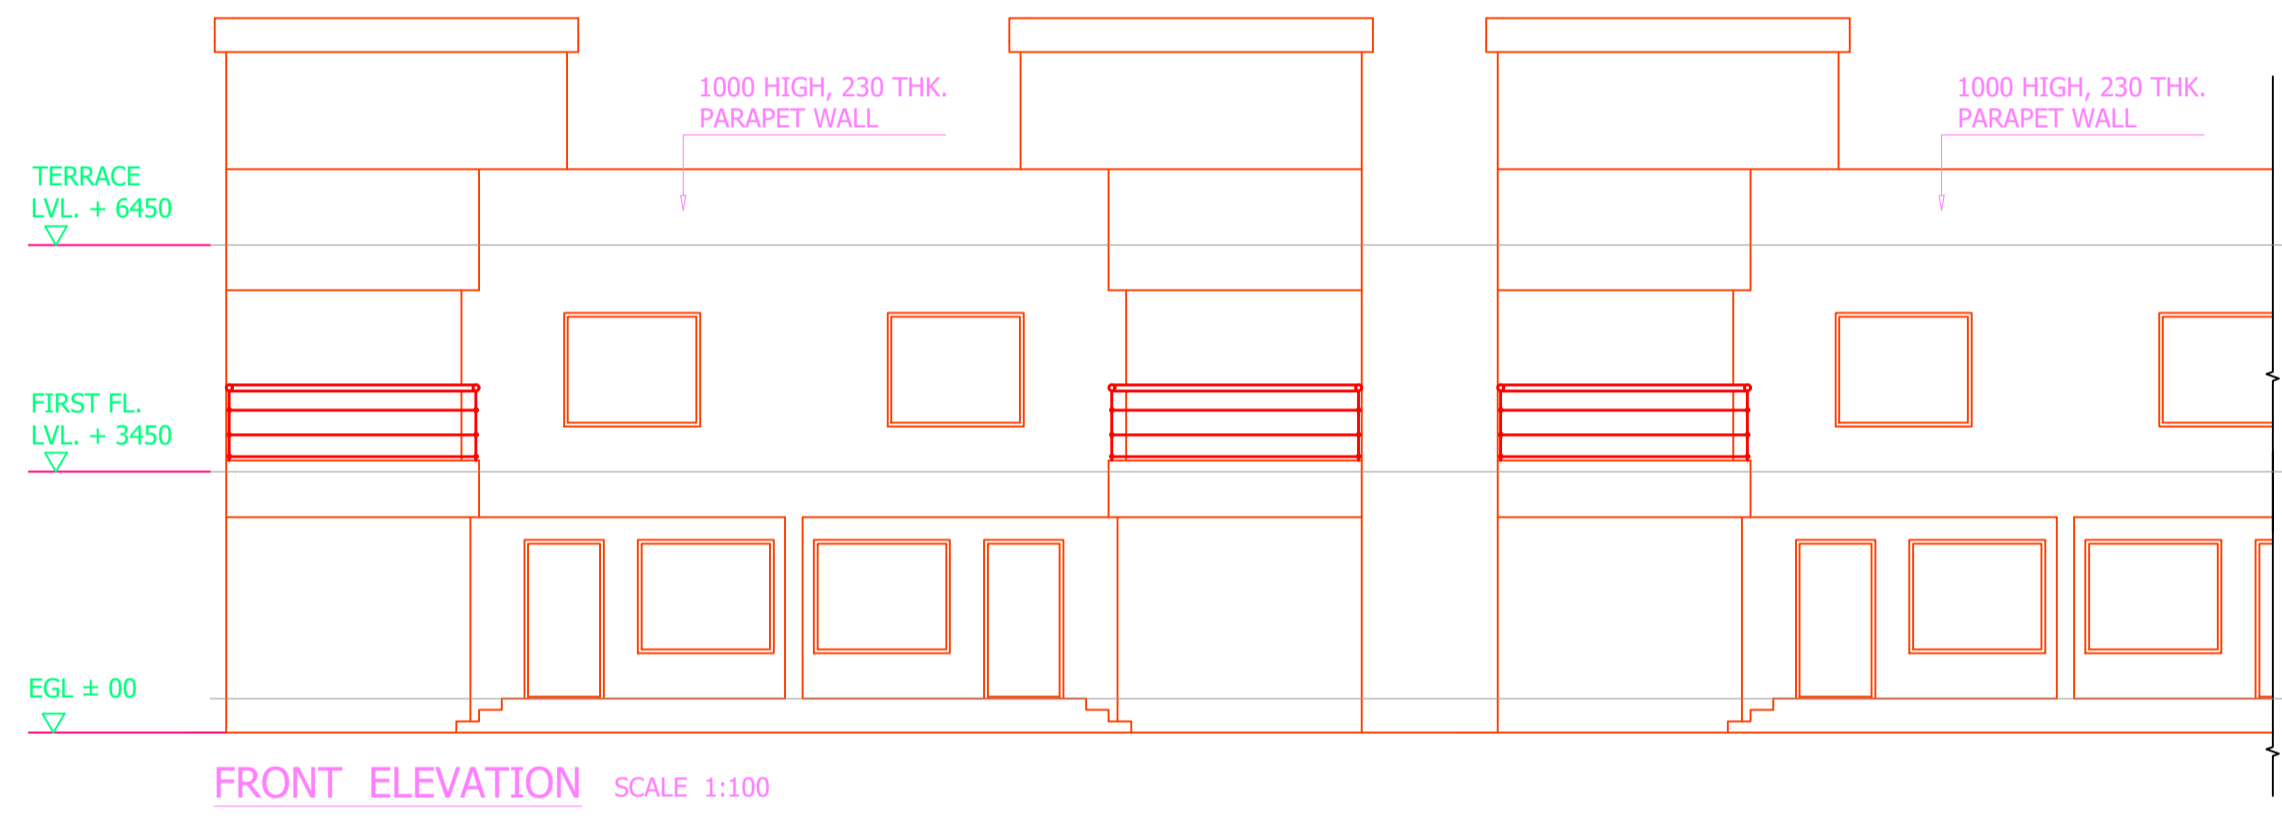 1000 HIGH, 230 THK.
PARAPET WALL
1000 HIGH, 230 THK.
PARAPET WALL
TERRACE
LVL. + 6450
FIRST FL.
LVL. + 3450
EGL ± 00
FRONT ELEVATION SCALE 1:100